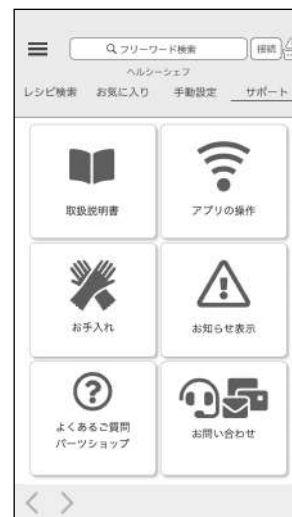 フリーワード検索
接続
ヘルシーシェフ
レシピ検索 お気に入り 手動設定 サポート
取扱説明書
アプリの操作
お手入れ
お知らせ表示
よくあるご質問
パーツショップ
お問い合わせ